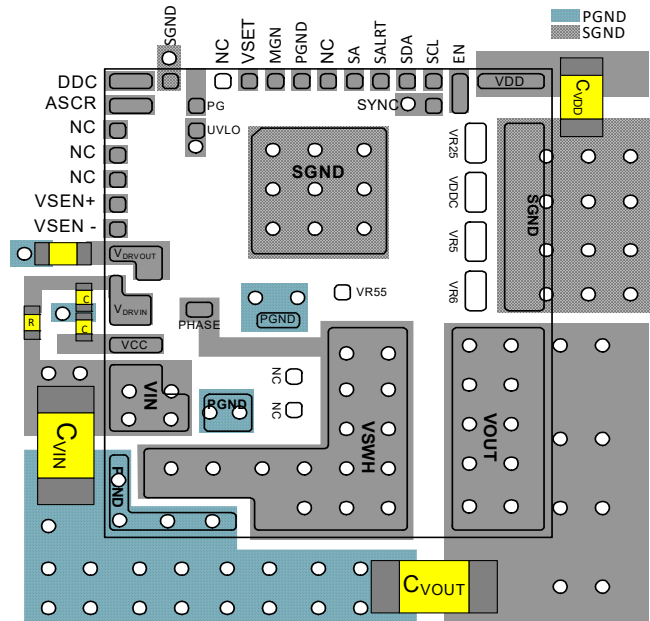 PGND
SGND
SGND
NC
VSET
MGN
PGND
NC
SA
SALRT
SDA
SCL
EN
DDC
ASCR
NC
NC
NC
VSEN+
VSEN -
PG
UVLO
SYNC
VDD
CVDD
VR25
VDDC
VR5
VR6
SGND
SGND
VDRVOUT
VDRVIN
C
C
R
VCC
PHASE
PGND
VR55
VIN
PGND
NC
NC
VSWH
VOUT
CVIN
PGND
CVOUT